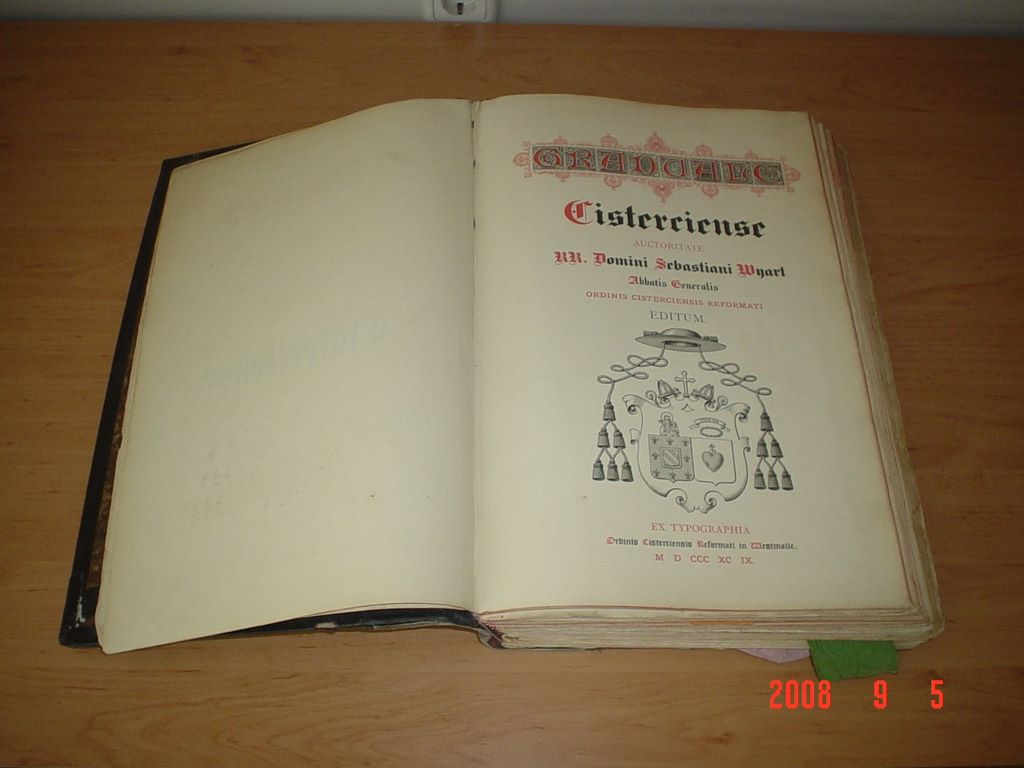 GRADUALE
Cisterciense
AUCTORITATE
RR. Domini Sebastiani Wyart
Abbatis Generalis
ORDINIS CISTERCIENSIS REFORMATI
EDITUM.
EX TYPOGRAPHIA
Ordinis Cisterciensis Reformati in Westmalle.
M D CCC XC IX.
2008 9 5